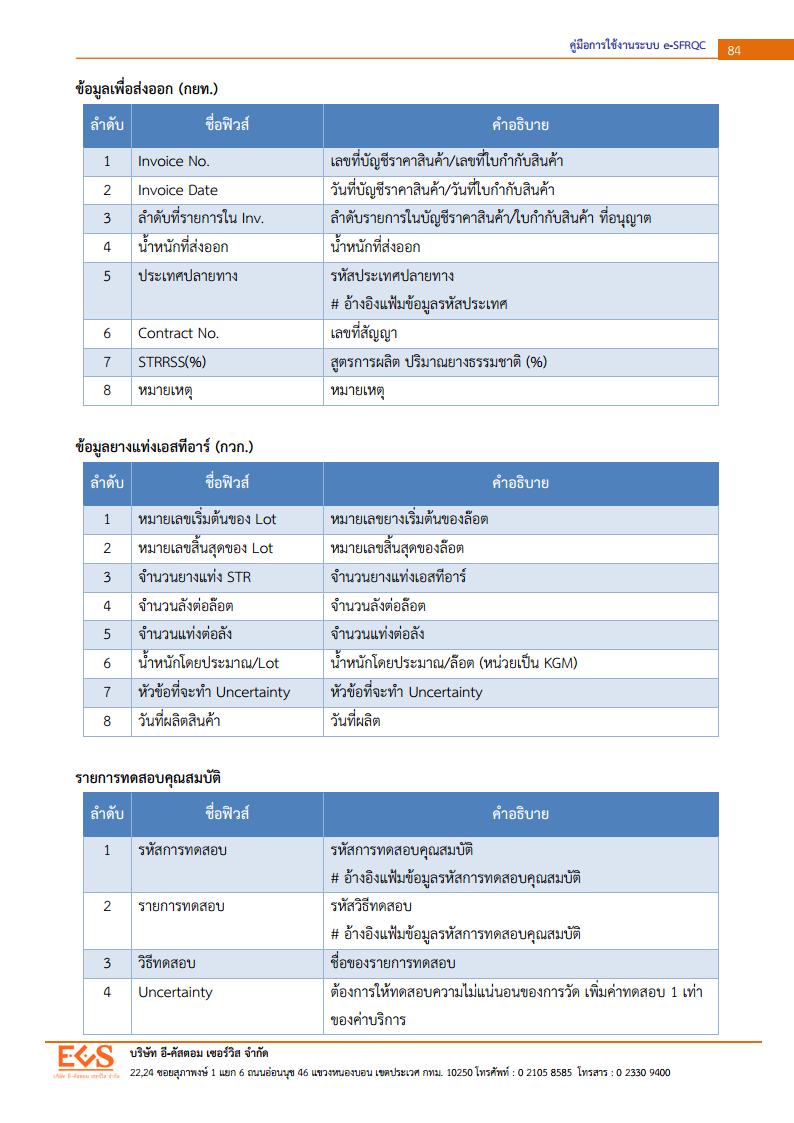 คู่มือการใช้งานระบบ e-SFRQC 84
ข้อมูลเพื่อส่งออก (กยท.)
ลำดับ ชื่อฟิวส์ คำอธิบาย
1 Invoice No. เลขที่บัญชีราคาสินค้า/เลขที่ใบกำกับสินค้า
2 Invoice Date วันที่บัญชีราคาสินค้า/วันที่ใบกำกับสินค้า
3 ลำดับที่รายการใน Inv. ลำดับรายการในบัญชีราคาสินค้า/ใบกำกับสินค้า ที่อนุญาต
4 น้ำหนักที่ส่งออก น้ำหนักที่ส่งออก
5 ประเทศปลายทาง รหัสประเทศปลายทาง
# อ้างอิงแฟ้มข้อมูลรหัสประเทศ
6 Contract No. เลขที่สัญญา
7 STRRSS(%) สูตรการผลิต ปริมาณยางธรรมชาติ (%)
8 หมายเหตุ หมายเหตุ
ข้อมูลยางแท่งเอสทีอาร์ (กวก.)
ลำดับ ชื่อฟิวส์ คำอธิบาย
1 หมายเลขเริ่มต้นของ Lot หมายเลขยางเริ่มต้นของล๊อต
2 หมายเลขสิ้นสุดของ Lot หมายเลขสิ้นสุดของล๊อต
3 จำนวนยางแท่ง STR จำนวนยางแท่งเอสทีอาร์
4 จำนวนลังต่อล๊อต จำนวนลังต่อล๊อต
5 จำนวนแท่งต่อลัง จำนวนแท่งต่อลัง
6 น้ำหนักโดยประมาณ/Lot น้ำหนักโดยประมาณ/ล๊อต (หน่วยเป็น KGM)
7 หัวข้อที่จะทำ Uncertainty หัวข้อที่จะทำ Uncertainty
8 วันที่ผลิตสินค้า วันที่ผลิต
รายการทดสอบคุณสมบัติ
ลำดับ ชื่อฟิวส์ คำอธิบาย
1 รหัสการทดสอบ รหัสการทดสอบคุณสมบัติ
# อ้างอิงแฟ้มข้อมูลรหัสการทดสอบคุณสมบัติ
2 รายการทดสอบ รหัสวิธีทดสอบ
# อ้างอิงแฟ้มข้อมูลรหัสการทดสอบคุณสมบัติ
3 วิธีทดสอบ ชื่อของรายการทดสอบ
4 Uncertainty ต้องการให้ทดสอบความไม่แน่นอนของการวัด เพิ่มค่าทดสอบ 1 เท่า
ของค่าบริการ
ECS
บริษัท อี-คัสตอม เซอร์วิส จำกัด
บริษัท อี-คัสตอม เซอร์วิส จำกัด
22,24 ซอยสุภาพงษ์ 1 แยก 6 ถนนอ่อนนุช 46 แขวงหนองบอน เขตประเวศ กทม. 10250 โทรศัพท์ : 0 2105 8585 โทรสาร : 0 2330 9400